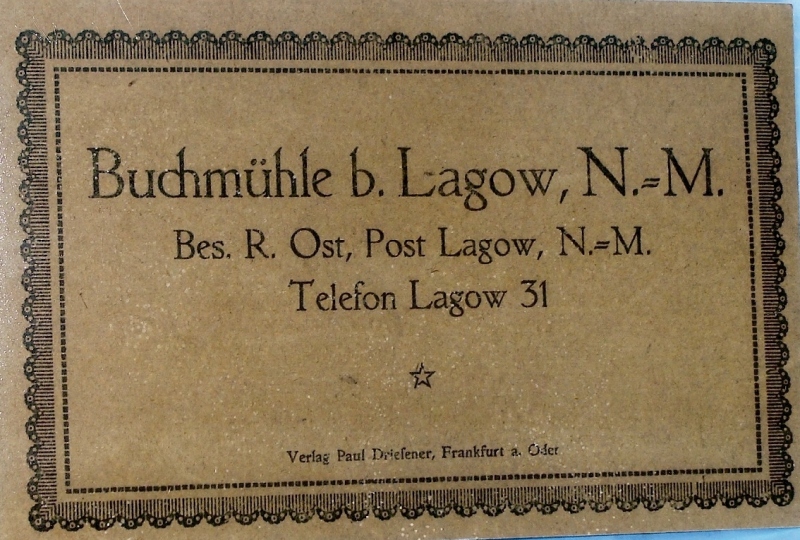 Buchmühle b. Lagow, N.=M.
Bes. R. Ost, Post Lagow, N.=M.
Telefon Lagow 31
Verlag Paul Driesener, Frankfurt a. Oder